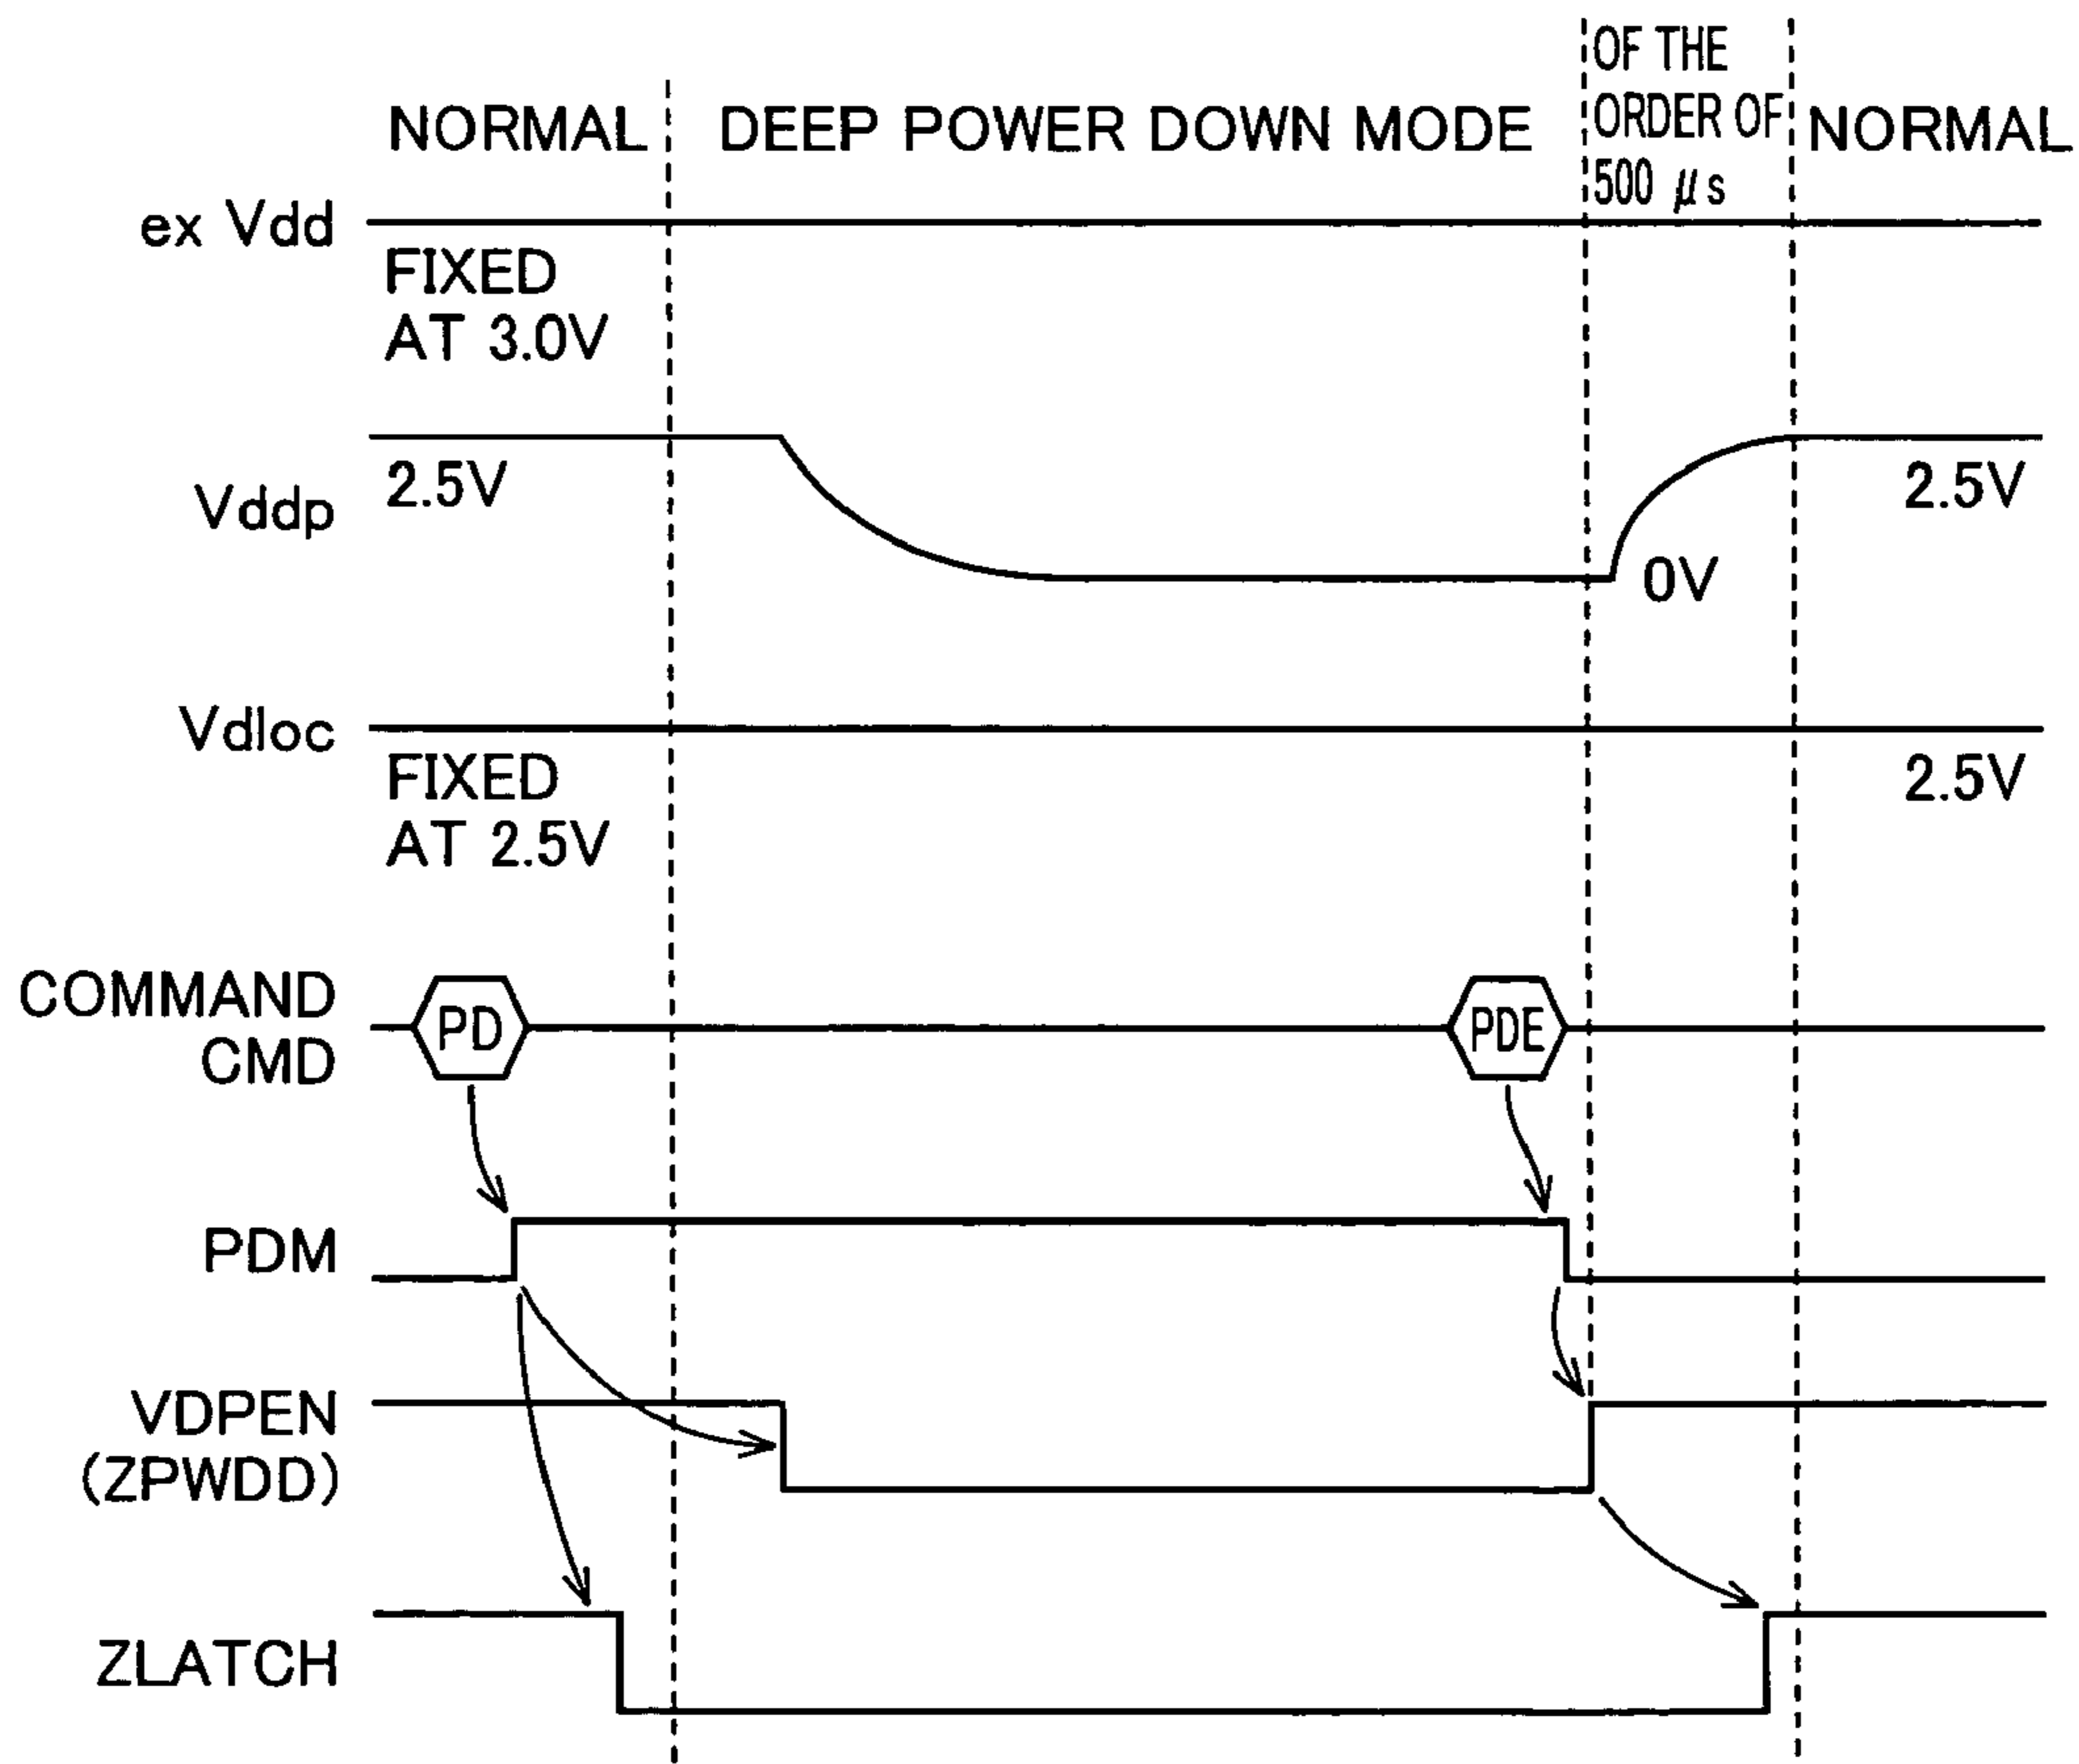 NORMAL
DEEP POWER DOWN MODE
OF THE
ORDER OF
500 μs
NORMAL
ex Vdd
FIXED
AT 3.0V
Vddp
2.5V
0V
2.5V
Vdloc
FIXED
AT 2.5V
2.5V
COMMAND
CMD
PD
PDE
PDM
VDPEN
(ZPWDD)
ZLATCH